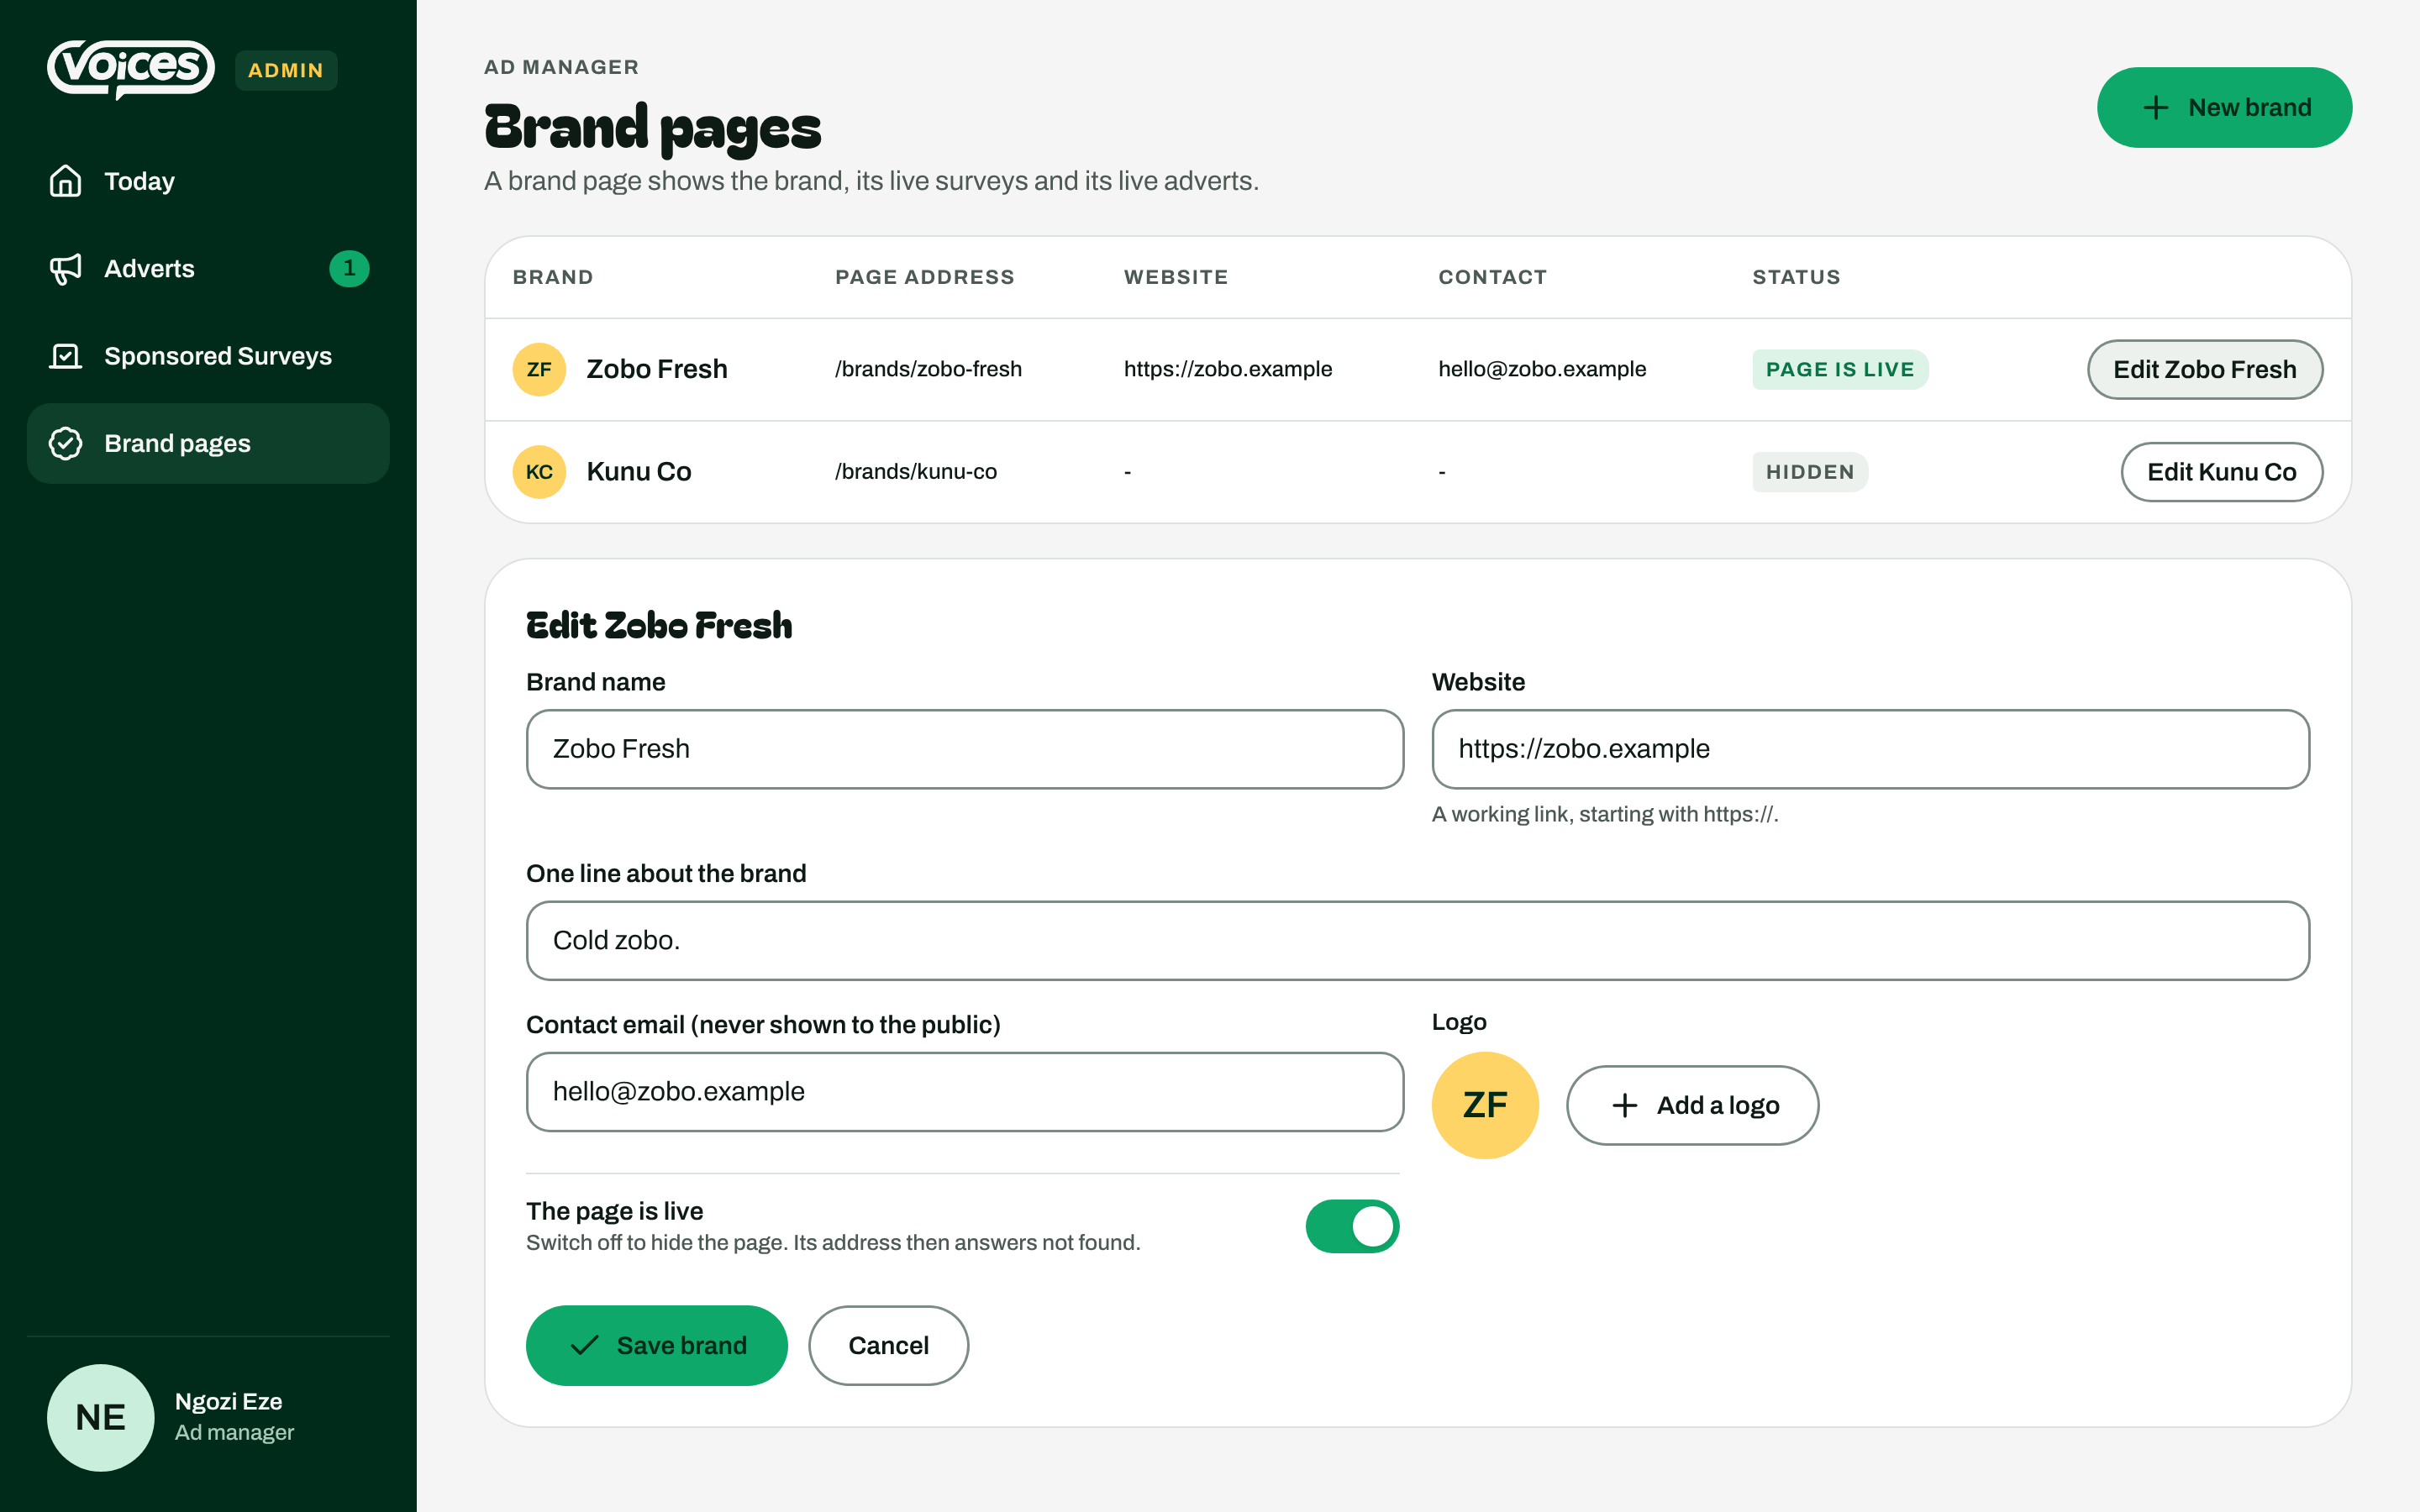 Voices
ADMIN
Today
Adverts 1
Sponsored Surveys
Brand pages
NE
Ngozi Eze
Ad manager
AD MANAGER
Brand pages
A brand page shows the brand, its live surveys and its live adverts.
New brand
BRAND PAGE ADDRESS WEBSITE CONTACT STATUS
ZF Zobo Fresh /brands/zobo-fresh https://zobo.example hello@zobo.example PAGE IS LIVE Edit Zobo Fresh
KC Kunu Co /brands/kunu-co - - HIDDEN Edit Kunu Co
Edit Zobo Fresh
Brand name
Zobo Fresh
Website
https://zobo.example
A working link, starting with https://.
One line about the brand
Cold zobo.
Contact email (never shown to the public)
hello@zobo.example
Logo
ZF
Add a logo
The page is live
Switch off to hide the page. Its address then answers not found.
Save brand
Cancel